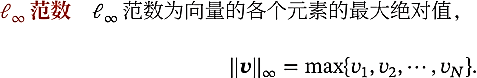 ℓ∞ 范数 ℓ∞ 范数为向量的各个元素的最大绝对值，
‖𝒗‖∞ = max{v₁, v₂, ⋯, v_N}.